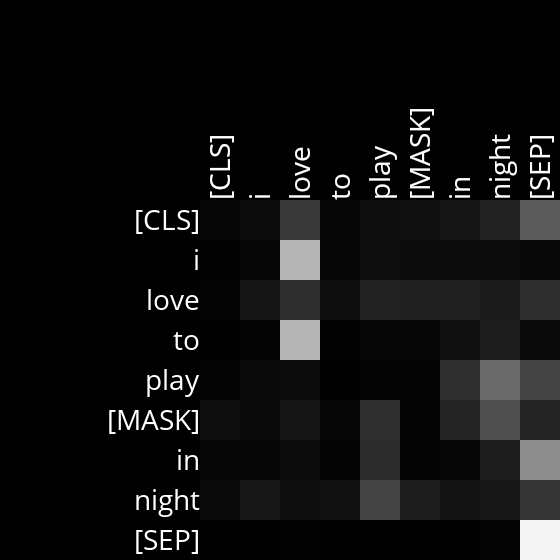 [CLS] i love to play [MASK] in night [SEP]
[CLS]
i
love
to
play
[MASK]
in
night
[SEP]